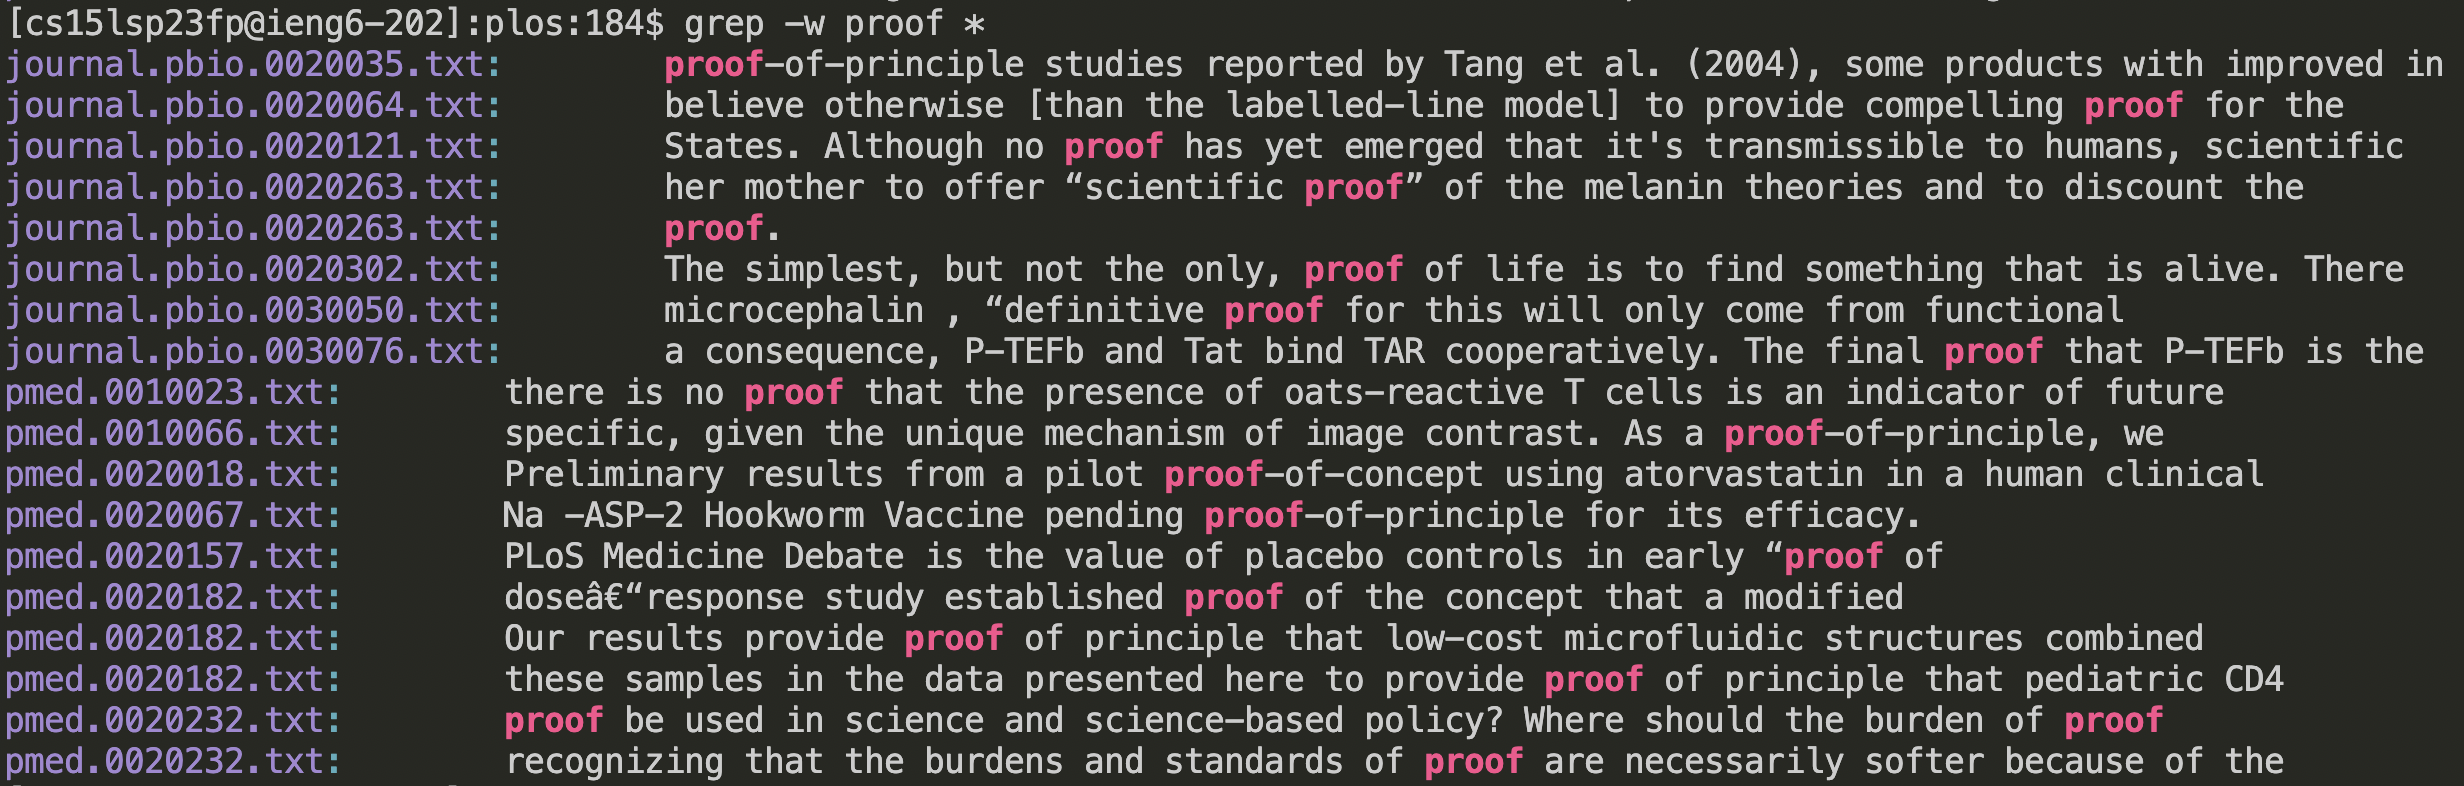 [cs15lsp23fp@ieng6-202]:plos:184$ grep -w proof *
journal.pbio.0020035.txt:        proof-of-principle studies reported by Tang et al. (2004), some products with improved in
journal.pbio.0020064.txt:        believe otherwise [than the labelled-line model] to provide compelling proof for the
journal.pbio.0020121.txt:        States. Although no proof has yet emerged that it's transmissible to humans, scientific
journal.pbio.0020263.txt:        her mother to offer “scientific proof” of the melanin theories and to discount the
journal.pbio.0020263.txt:        proof.
journal.pbio.0020302.txt:        The simplest, but not the only, proof of life is to find something that is alive. There
journal.pbio.0030050.txt:        microcephalin , “definitive proof for this will only come from functional
journal.pbio.0030076.txt:        a consequence, P-TEFb and Tat bind TAR cooperatively. The final proof that P-TEFb is the
pmed.0010023.txt:        there is no proof that the presence of oats-reactive T cells is an indicator of future
pmed.0010066.txt:        specific, given the unique mechanism of image contrast. As a proof-of-principle, we
pmed.0020018.txt:        Preliminary results from a pilot proof-of-concept using atorvastatin in a human clinical
pmed.0020067.txt:        Na -ASP-2 Hookworm Vaccine pending proof-of-principle for its efficacy.
pmed.0020157.txt:        PLoS Medicine Debate is the value of placebo controls in early “proof of
pmed.0020182.txt:        doseâ€“response study established proof of the concept that a modified
pmed.0020182.txt:        Our results provide proof of principle that low-cost microfluidic structures combined
pmed.0020182.txt:        these samples in the data presented here to provide proof of principle that pediatric CD4
pmed.0020232.txt:        proof be used in science and science-based policy? Where should the burden of proof
pmed.0020232.txt:        recognizing that the burdens and standards of proof are necessarily softer because of the